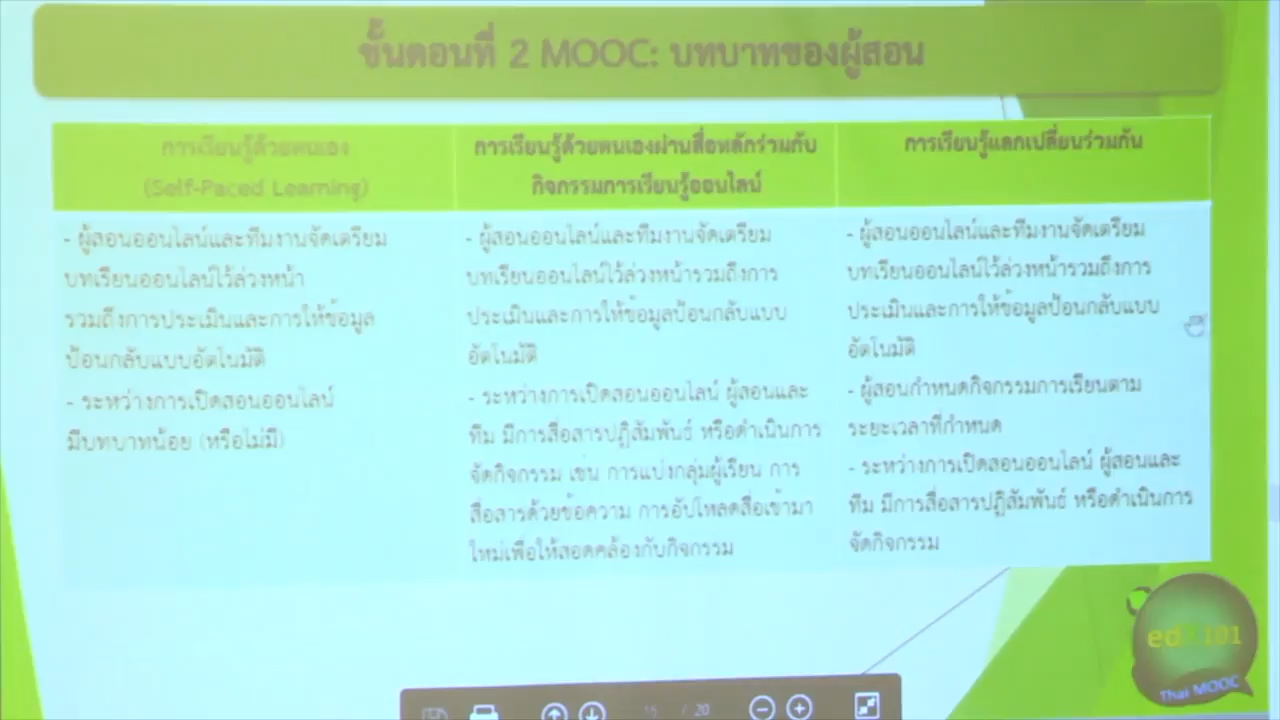 ขั้นตอนที่ 2 MOOC: บทบาทของผู้สอน
การเรียนรู้ด้วยตนเอง
(Self-Paced Learning)
- ผู้สอนออนไลน์และทีมงานจัดเตรียม
บทเรียนออนไลน์ไว้ล่วงหน้า
รวมถึงการประเมินและการให้ข้อมูล
ป้อนกลับแบบอัตโนมัติ
- ระหว่างการเปิดสอนออนไลน์
มีบทบาทน้อย (หรือไม่มี)
การเรียนรู้ด้วยตนเองผ่านสื่อหลักร่วมกับ
กิจกรรมการเรียนรู้ออนไลน์
- ผู้สอนออนไลน์และทีมงานจัดเตรียม
บทเรียนออนไลน์ไว้ล่วงหน้ารวมถึงการ
ประเมินและการให้ข้อมูลป้อนกลับแบบ
อัตโนมัติ
- ระหว่างการเปิดสอนออนไลน์ ผู้สอนและ
ทีม มีการสื่อสารปฏิสัมพันธ์ หรือดำเนินการ
จัดกิจกรรม เช่น การแบ่งกลุ่มผู้เรียน การ
สื่อสารด้วยข้อความ การอัปโหลดสื่อเข้ามา
ใหม่เพื่อให้สอดคล้องกับกิจกรรม
การเรียนรู้แลกเปลี่ยนร่วมกัน
- ผู้สอนออนไลน์และทีมงานจัดเตรียม
บทเรียนออนไลน์ไว้ล่วงหน้ารวมถึงการ
ประเมินและการให้ข้อมูลป้อนกลับแบบ
อัตโนมัติ
- ผู้สอนกำหนดกิจกรรมการเรียนตาม
ระยะเวลาที่กำหนด
- ระหว่างการเปิดสอนออนไลน์ ผู้สอนและ
ทีม มีการสื่อสารปฏิสัมพันธ์ หรือดำเนินการ
จัดกิจกรรม
edX101
Thai MOOC
/ 20